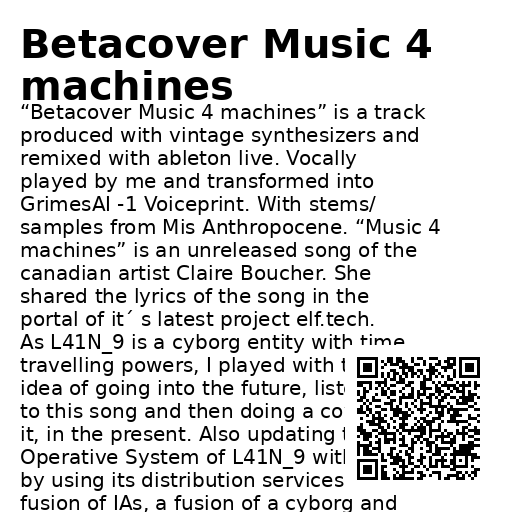 Betacover Music 4
machines
“Betacover Music 4 machines” is a track
produced with vintage synthesizers and
remixed with ableton live. Vocally
played by me and transformed into
GrimesAI -1 Voiceprint. With stems/
samples from Mis Anthropocene. “Music 4
machines” is an unreleased song of the
canadian artist Claire Boucher. She
shared the lyrics of the song in the
portal of it´ s latest project elf.tech.
As L41N_9 is a cyborg entity with time
travelling powers, I played with
idea of going into the future,
to this song and then doing a
it, in the present. Also updating
Operative System of L41N_9
by using its distribution services
fusion of IAs, a fusion of a cyborg and